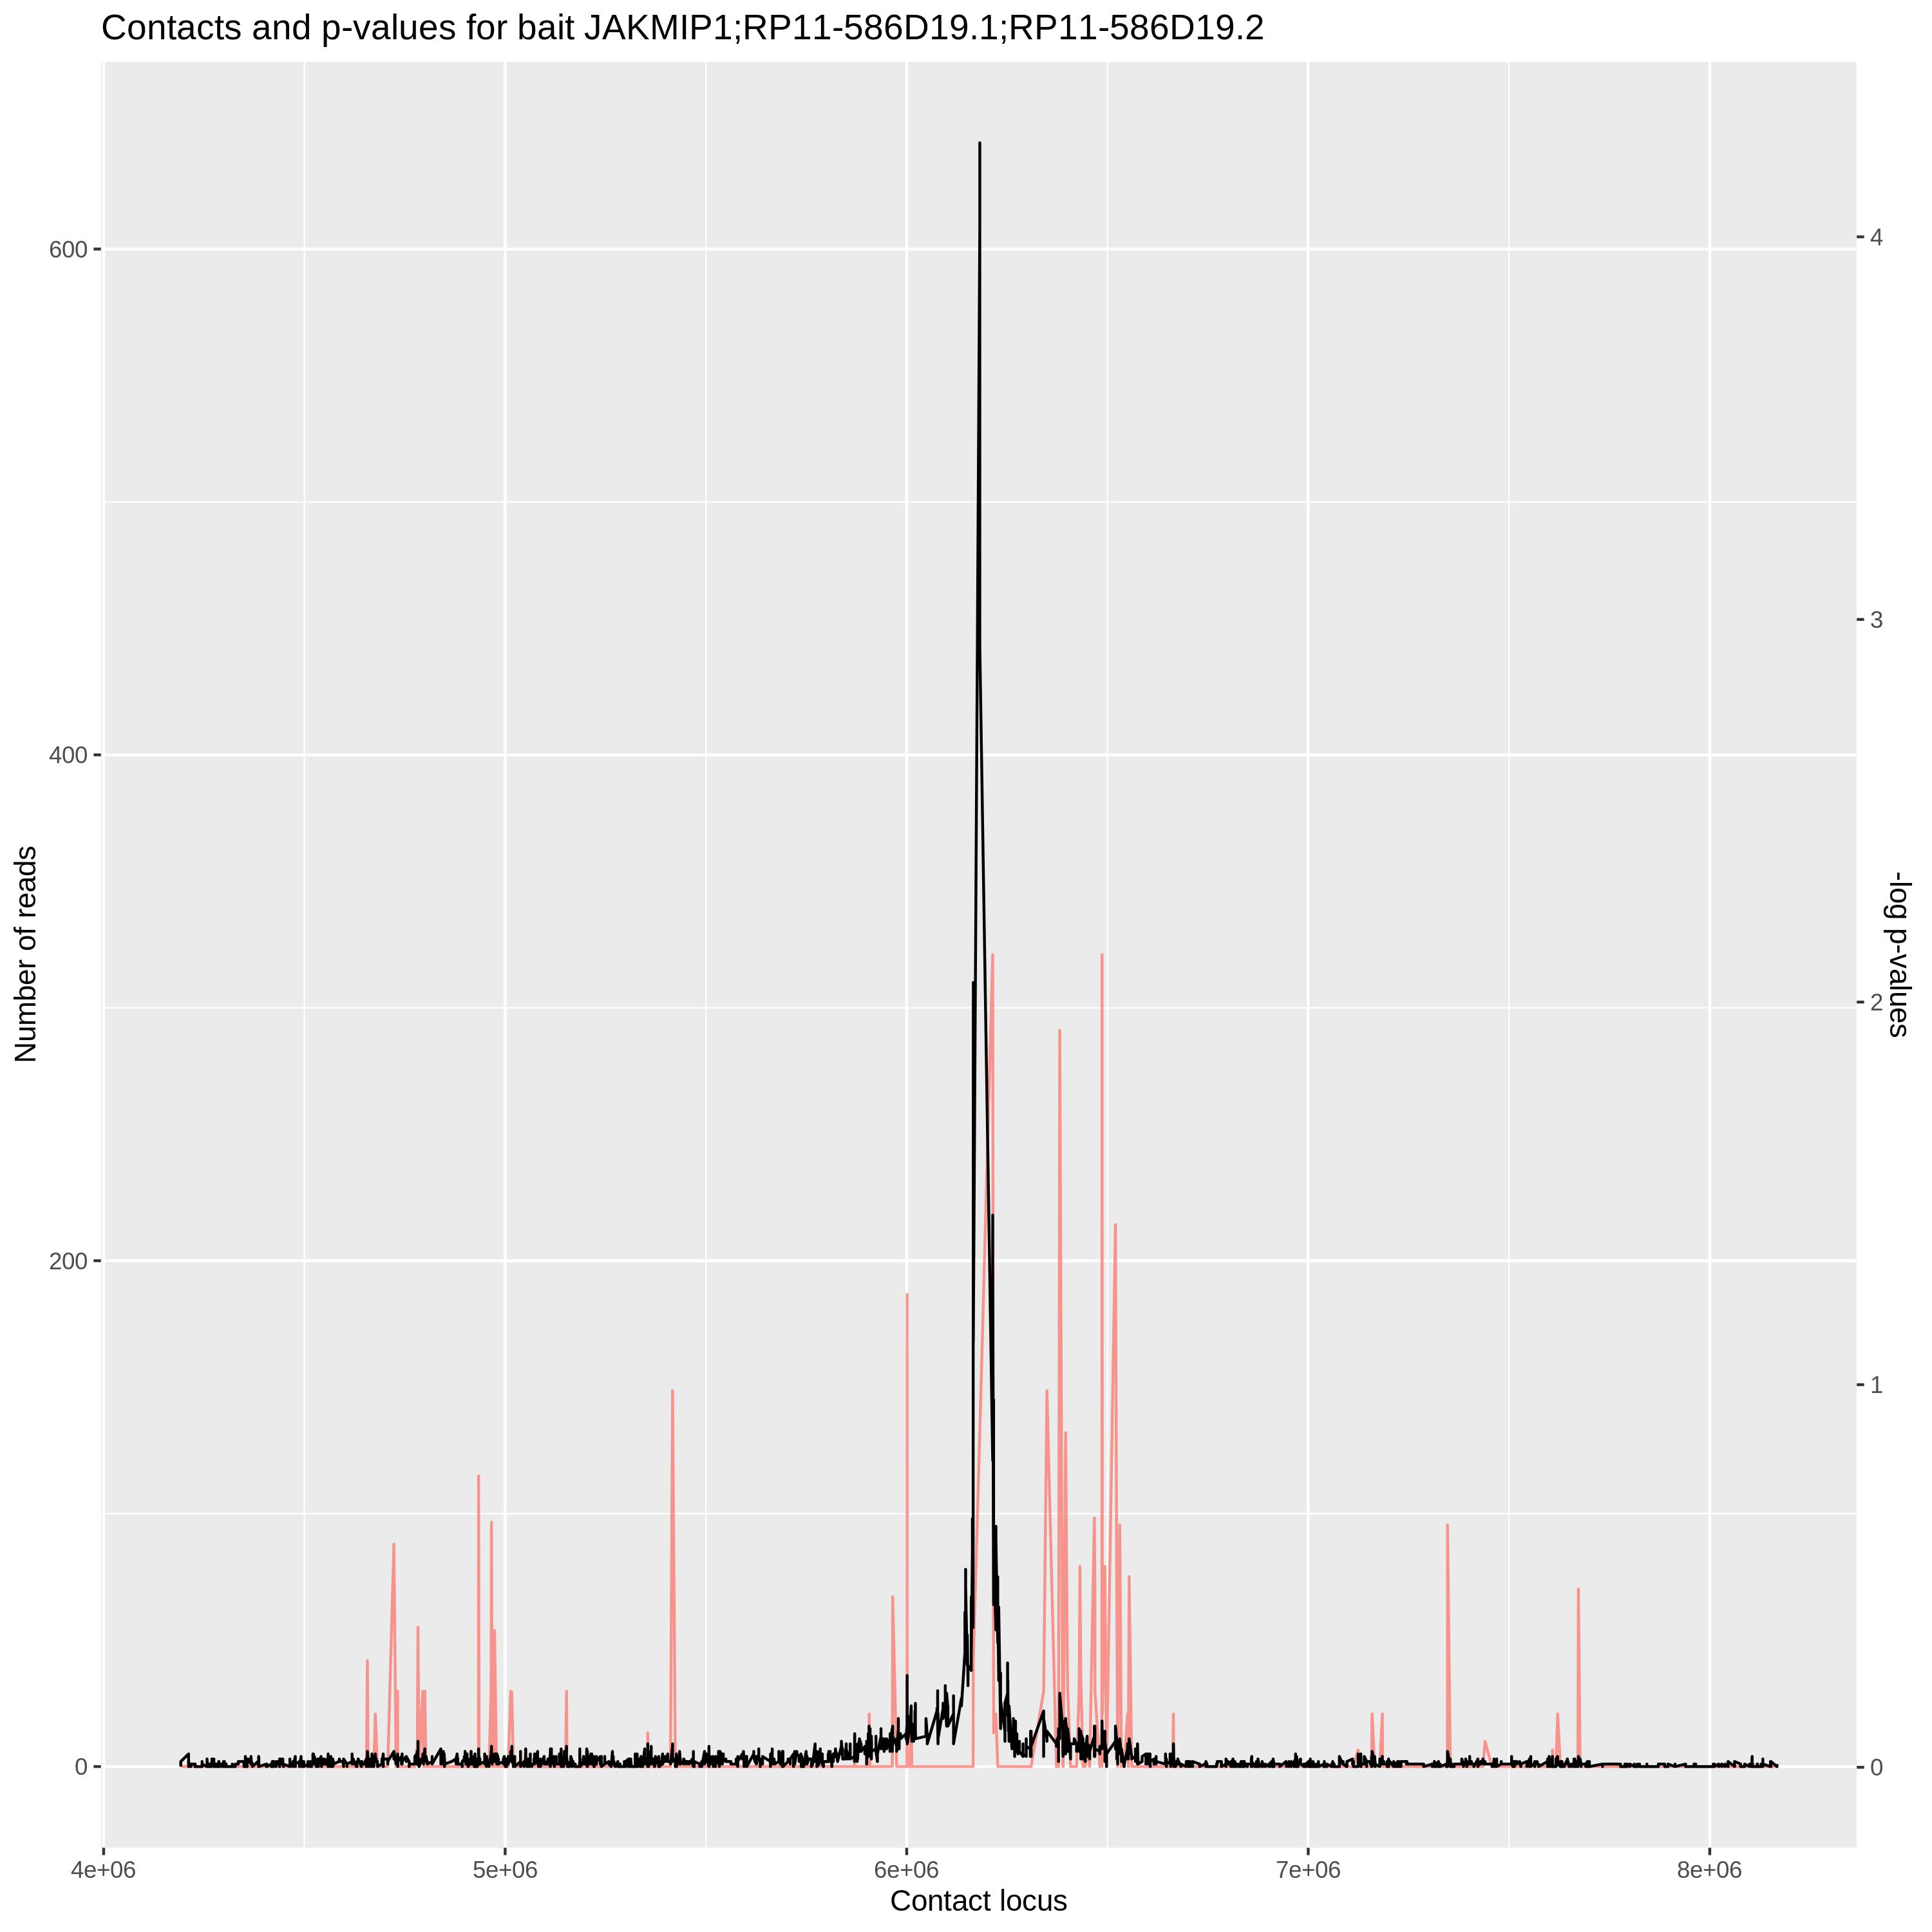 Contacts and p-values for bait JAKMIP1;RP11-586D19.1;RP11-586D19.2
Number of reads
600
400
200
0
4
3
2
1
0
-log p-values
4e+06 5e+06 6e+06 7e+06 8e+06
Contact locus